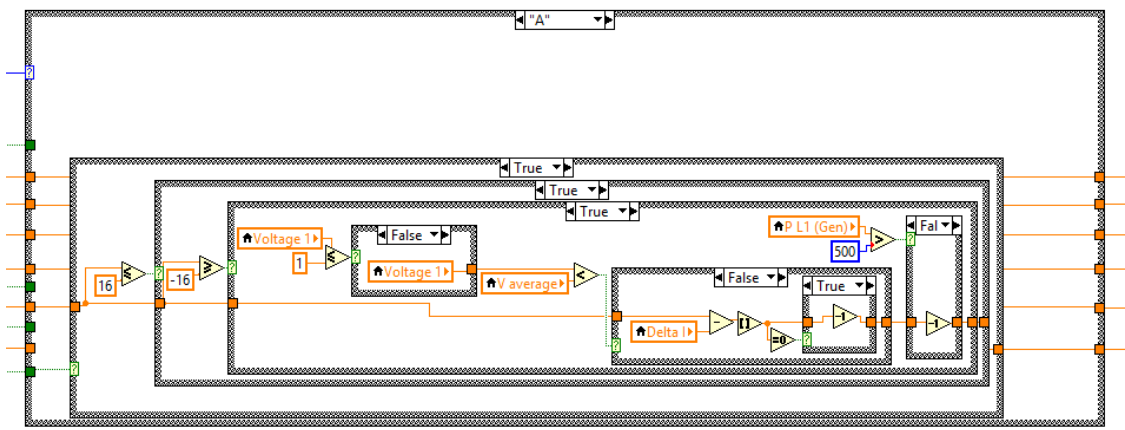 "A"
True
True
True
Voltage 1
≤
1
False
Voltage 1
V average
<
P L1 (Gen)
500
>
Fal
16
≤
-16
≥
False
True
Delta I
-
[ ]
=0
-1
-1
?
?
?
?
?
?
?
?